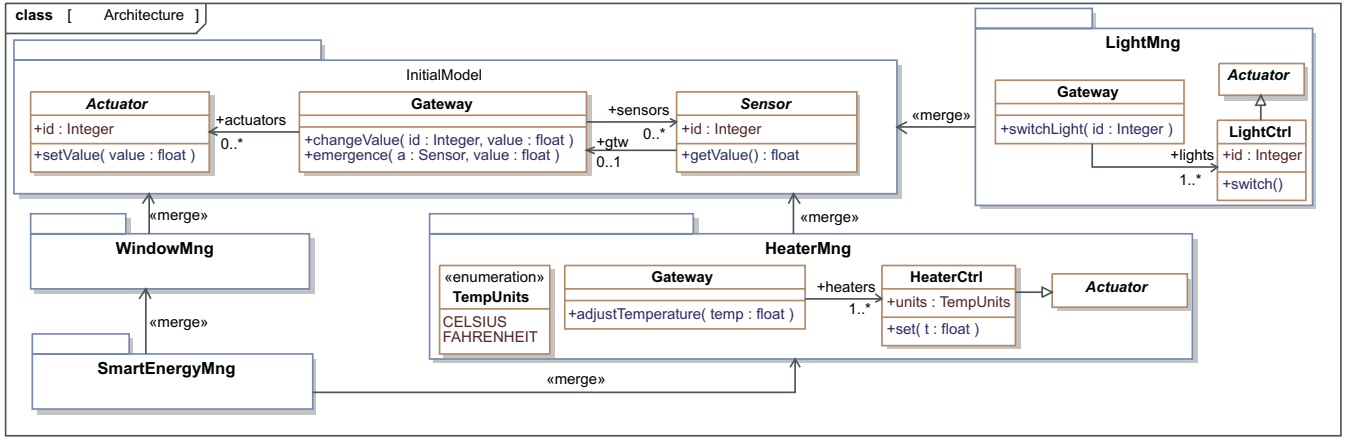 class [ Architecture ]
InitialModel
Actuator
+id : Integer
+setValue( value : float )
+actuators
0..*
Gateway
+changeValue( id : Integer, value : float )
+emergence( a : Sensor, value : float )
+sensors
0..*
+gtw
0..1
Sensor
+id : Integer
+getValue() : float
«merge»
LightMng
Gateway
+switchLight( id : Integer )
Actuator
LightCtrl
+id : Integer
+switch()
+lights
1..*
«merge»
WindowMng
«merge»
SmartEnergyMng
«merge»
HeaterMng
«enumeration»
TempUnits
CELSIUS
FAHRENHEIT
Gateway
+adjustTemperature( temp : float )
+heaters
1..*
HeaterCtrl
+units : TempUnits
+set( t : float )
Actuator
«merge»